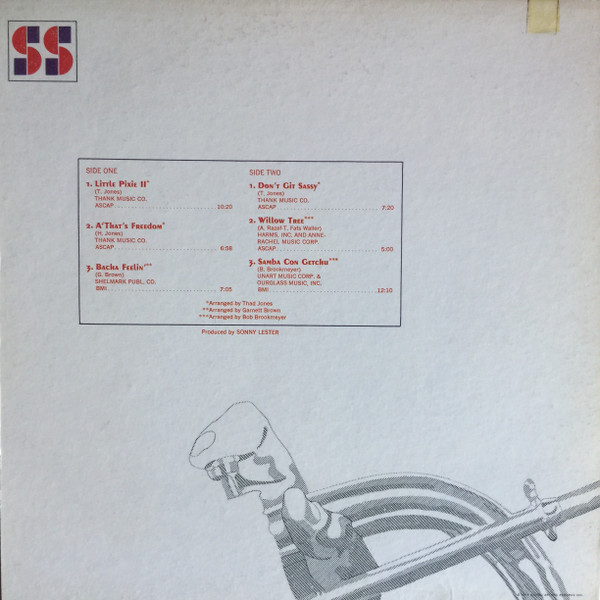 SS
SIDE ONE
1. Little Pixie II*
(T. Jones)
THANK MUSIC CO.
ASCAP 10:20
2. A'That's Freedom*
(H. Jones)
THANK MUSIC CO.
ASCAP 6:58
3. Bacha Feelin'**
(G. Brown)
SHELMARK PUBL. CO.
BMI 7:05
SIDE TWO
1. Don't Git Sassy*
(T. Jones)
THANK MUSIC CO.
ASCAP 7:20
2. Willow Tree***
(A. Razaf-T. Fats Waller)
HARMS, INC. AND ANNE-
RACHEL MUSIC CORP.
ASCAP 5:00
3. Samba Con Getchu***
(B. Brockmeyer)
UNART MUSIC CORP. &
OURGLASS MUSIC, INC.
BMI 12:10
*Arranged by Thad Jones
**Arranged by Garnett Brown
***Arranged by Bob Brookmeyer
Produced by SONNY LESTER